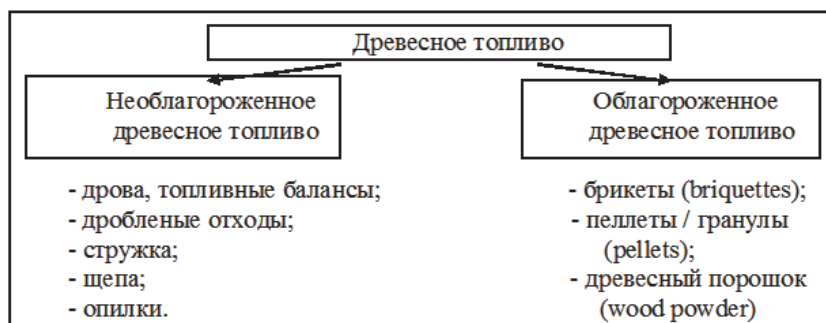 Древесное топливо
Необлагороженное
древесное топливо
- дрова, топливные балансы;
- дробленые отходы;
- стружка;
- щепа;
- опилки.
Облагороженное
древесное топливо
- брикеты (briquettes);
- пеллеты / гранулы
(pellets);
- древесный порошок
(wood powder)